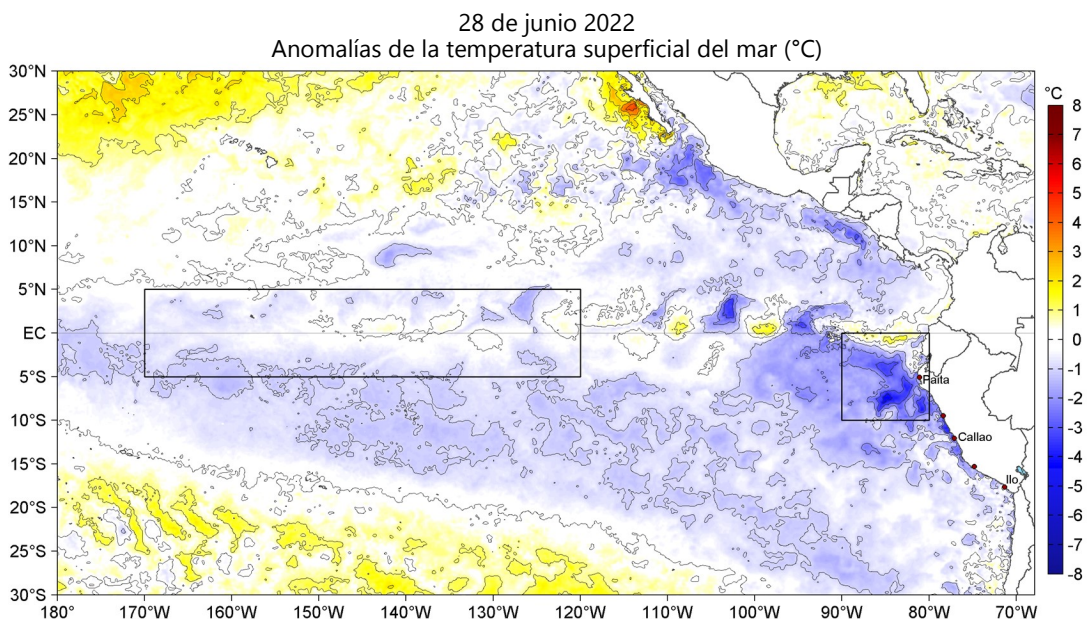 28 de junio 2022
Anomalías de la temperatura superficial del mar (°C)
30°N
25°N
20°N
15°N
10°N
5°N
EC
5°S
10°S
15°S
20°S
25°S
30°S
180
170°W
160°W
150°W
140°W
130°W
120°W
110°W
100°W
90°W
80°W
70°W
Paita
Callao
Ilo
°C
8
7
6
5
4
3
2
1
0
-1
-2
-3
-4
-5
-6
-7
-8